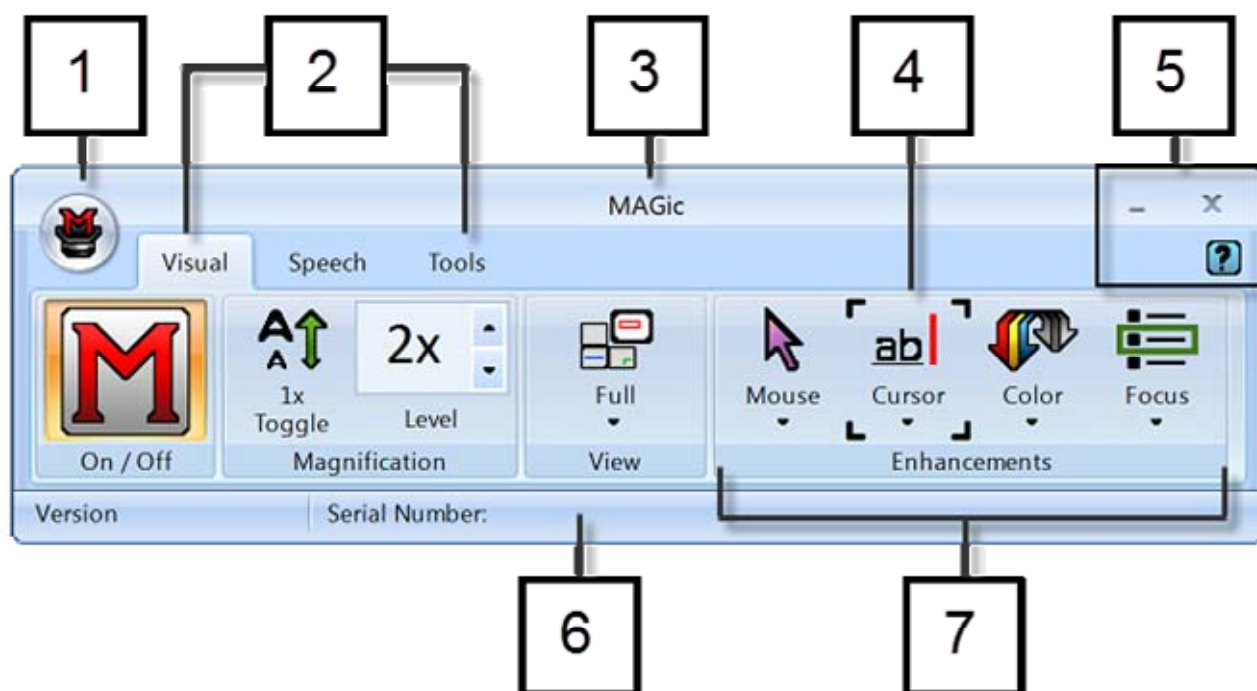 1 2 3 4 5
MAGic
Visual Speech Tools
M
2x
1x
Toggle
Level
Full
ab
Mouse Cursor Color Focus
On / Off Magnification View Enhancements
Version Serial Number:
6 7
M
A
A
?